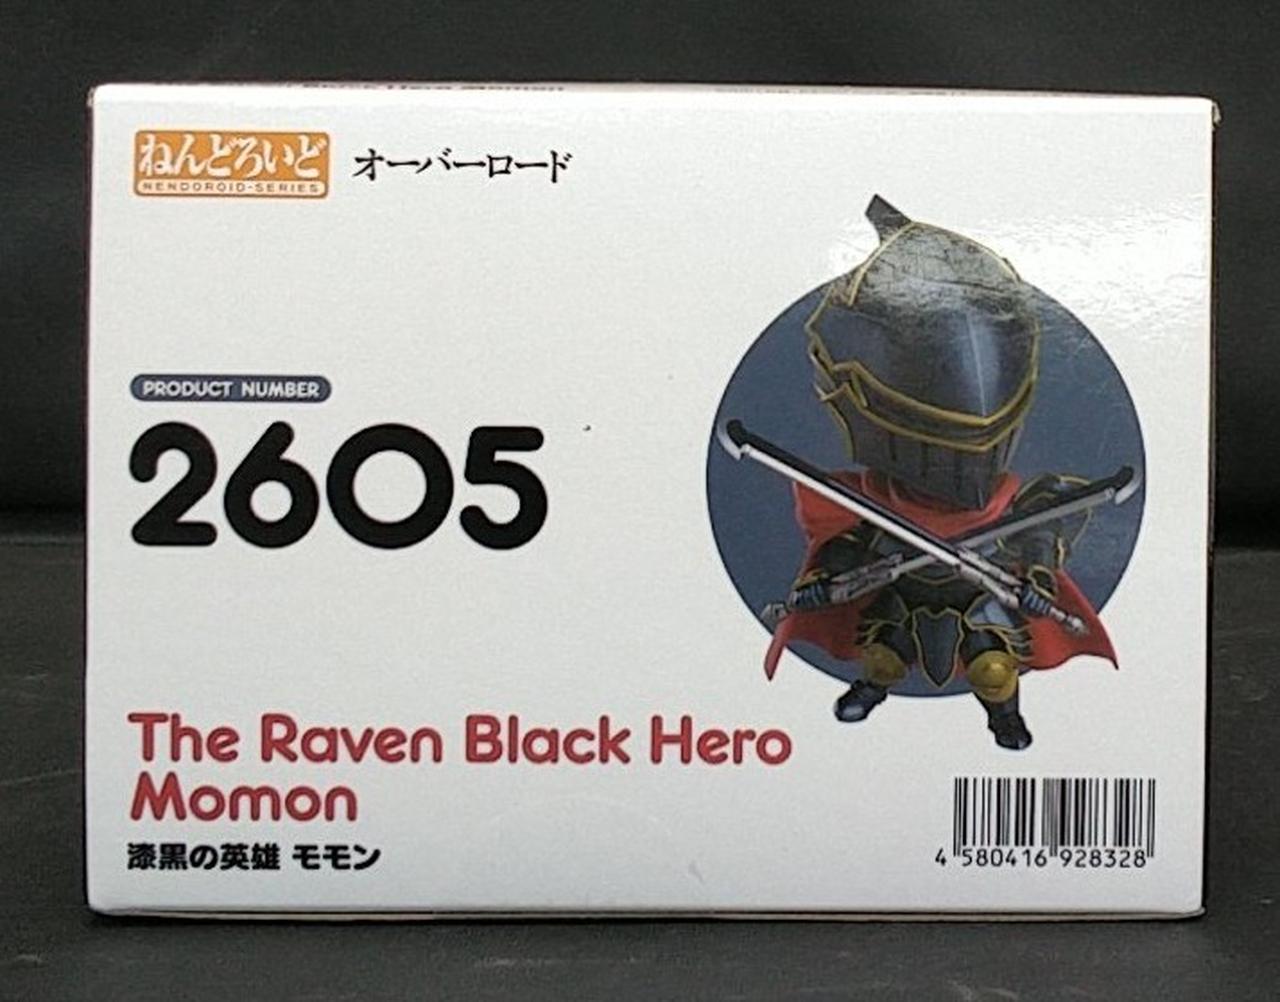 ねんどろいど
NENDOROID-SERIES
オーバーロード
PRODUCT NUMBER
2605
The Raven Black Hero
Momon
漆黒の英雄 モモン
4 580416 928328